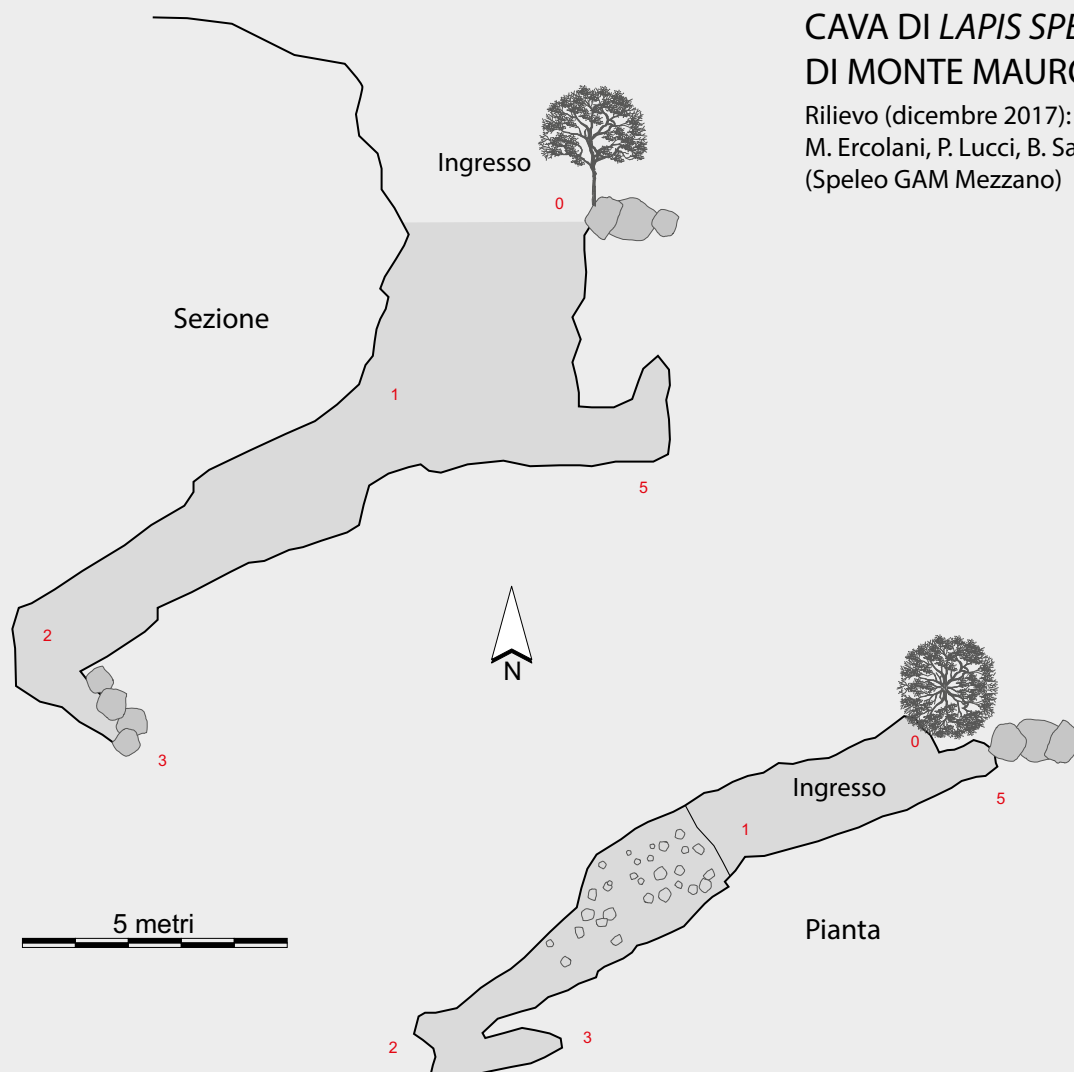 CAVA DI LAPIS SPE
DI MONTE MAURO
Rilievo (dicembre 2017):
M. Ercolani, P. Lucci, B. Sa
(Speleo GAM Mezzano)
Ingresso
0
Sezione
1
5
2
3
N
0
Ingresso
5
1
5 metri
Pianta
2
3